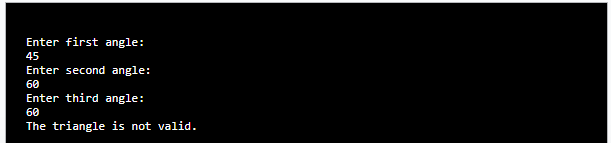 Enter first angle:
45
Enter second angle:
60
Enter third angle:
60
The triangle is not valid.